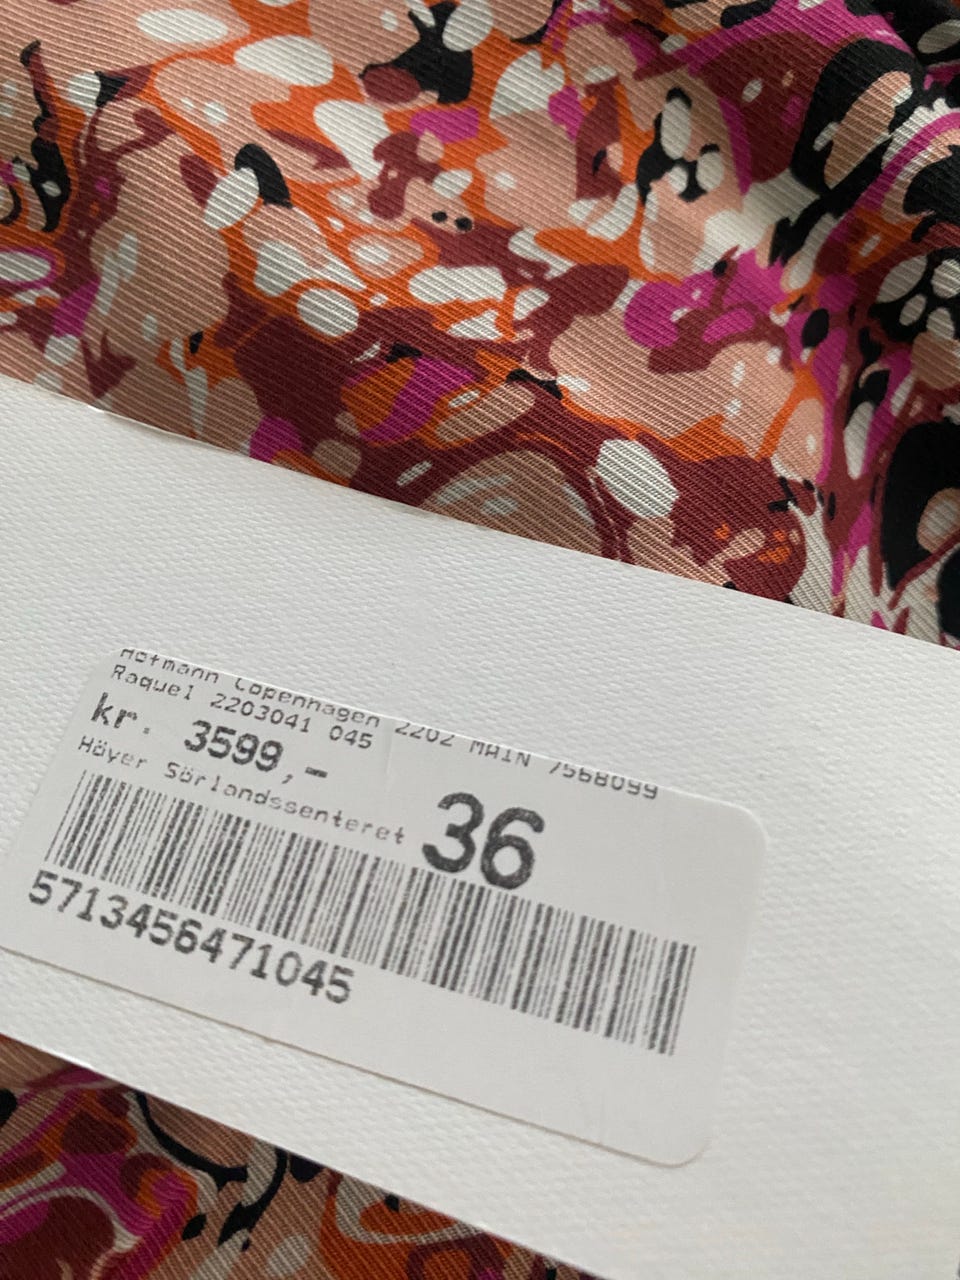 Hofmann Copenhagen 2202 MAIN 7568099
Raquel 2203041 045
kr. 3599,-
36
Höyer Sörlandssenteret
5713456471045